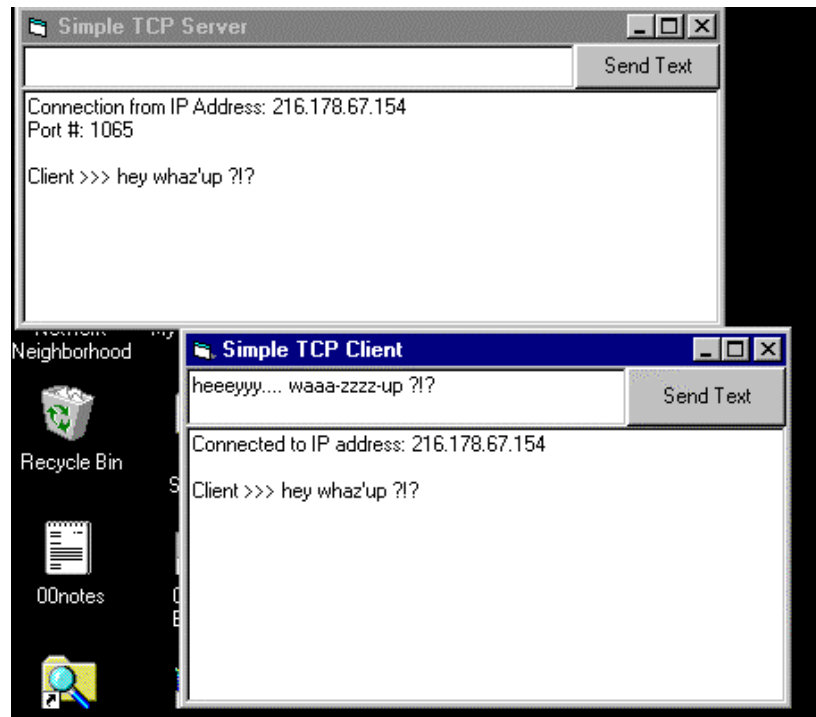 Simple TCP Server
Send Text
Connection from IP Address: 216.178.67.154
Port #: 1065
Client >>> hey whaz'up ?!?
Neighborhood
Simple TCP Client
heeeyyy.... waaa-zzzz-up ?!?
Send Text
Connected to IP address: 216.178.67.154
Client >>> hey whaz'up ?!?
Recycle Bin
00notes